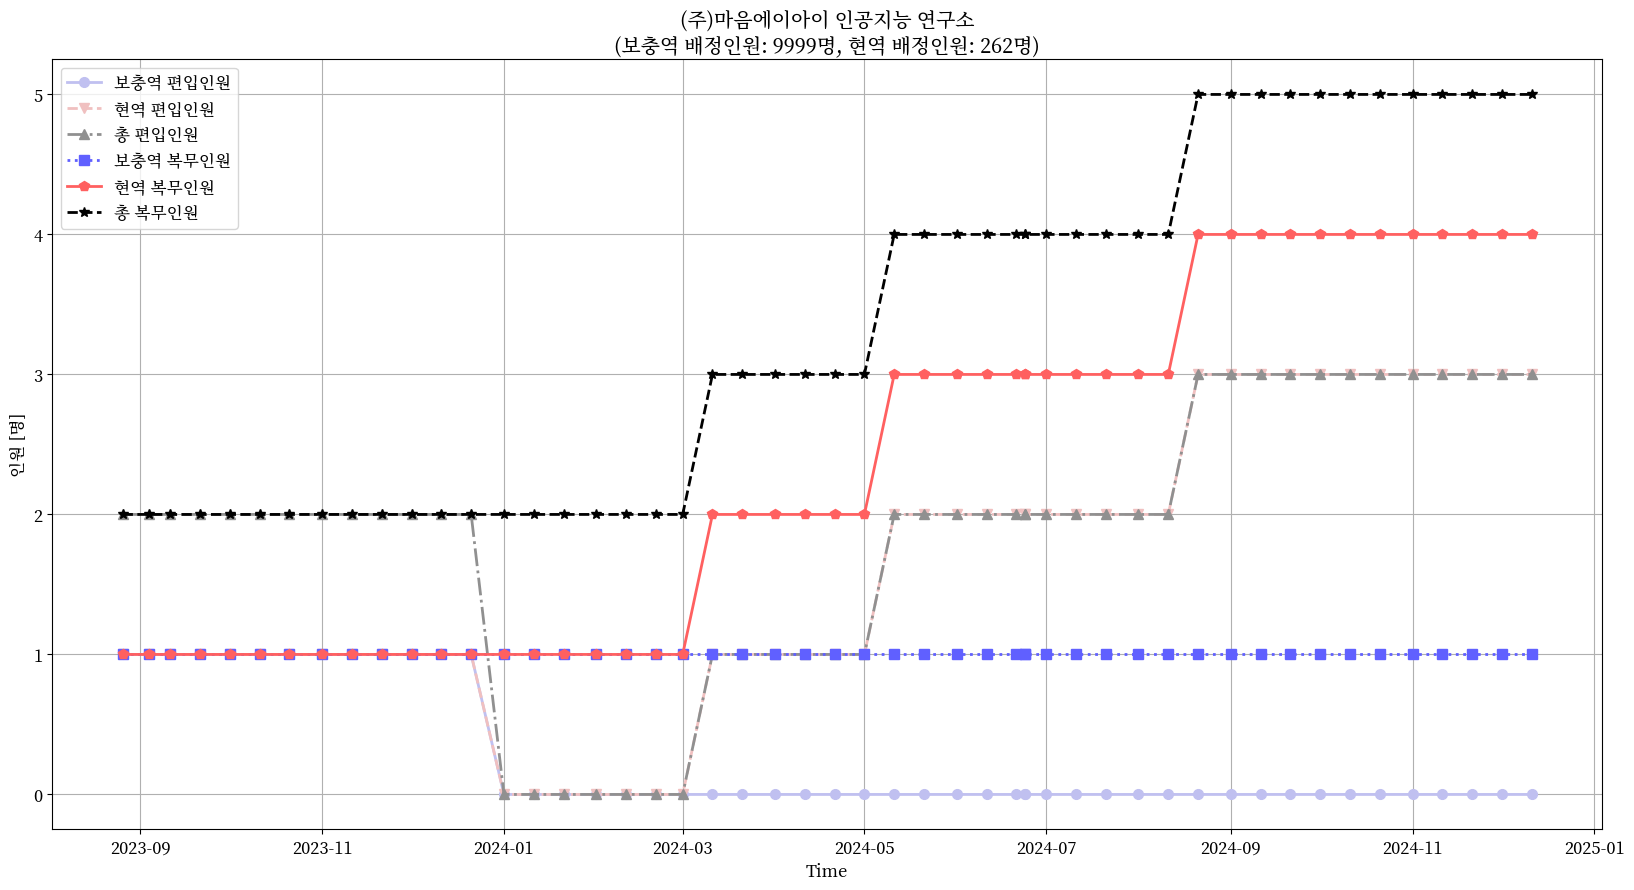 (주)마음에이아이 인공지능 연구소
(보충역 배정인원: 9999명, 현역 배정인원: 262명)
보충역 편입인원
현역 편입인원
총 편입인원
보충역 복무인원
현역 복무인원
총 복무인원
5
4
3
2
1
0
인원 [명]
2023-09
2023-11
2024-01
2024-03
2024-05
2024-07
2024-09
2024-11
2025-01
Time